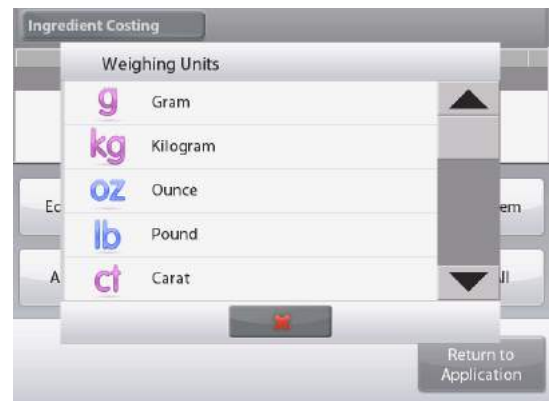 Ingredient Costing
Weighing Units
g Gram
kg Kilogram
oz Ounce
lb Pound
ct Carat
Return to
Application